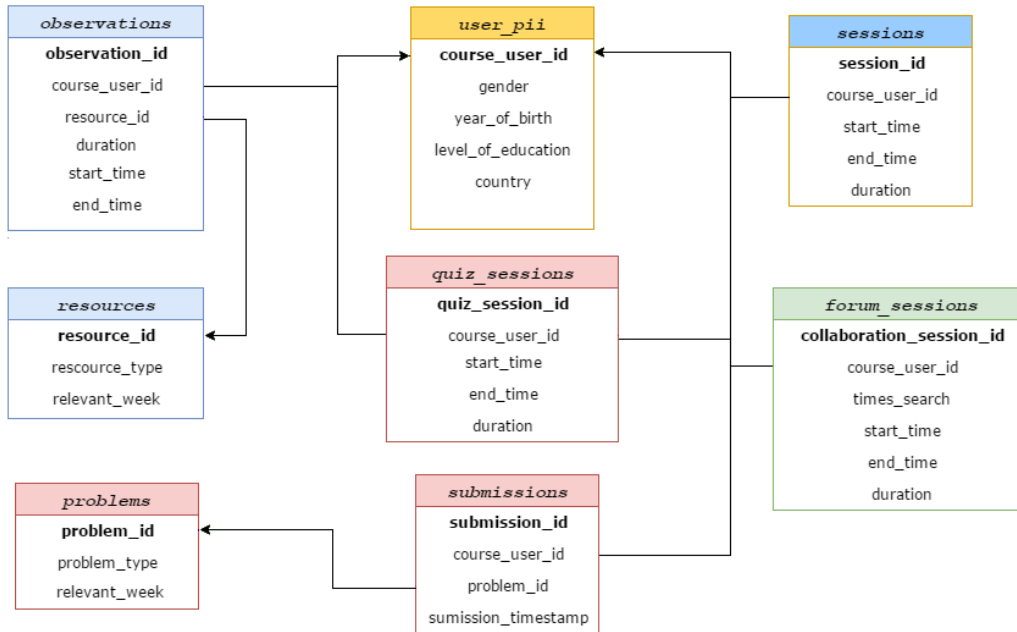 observations
observation_id
course_user_id
resource_id
duration
start_time
end_time
user_pii
course_user_id
gender
year_of_birth
level_of_education
country
sessions
session_id
course_user_id
start_time
end_time
duration
resources
resource_id
rescource_type
relevant_week
quiz_sessions
quiz_session_id
course_user_id
start_time
end_time
duration
forum_sessions
collaboration_session_id
course_user_id
times_search
start_time
end_time
duration
problems
problem_id
problem_type
relevant_week
submissions
submission_id
course_user_id
problem_id
sumission_timestamp